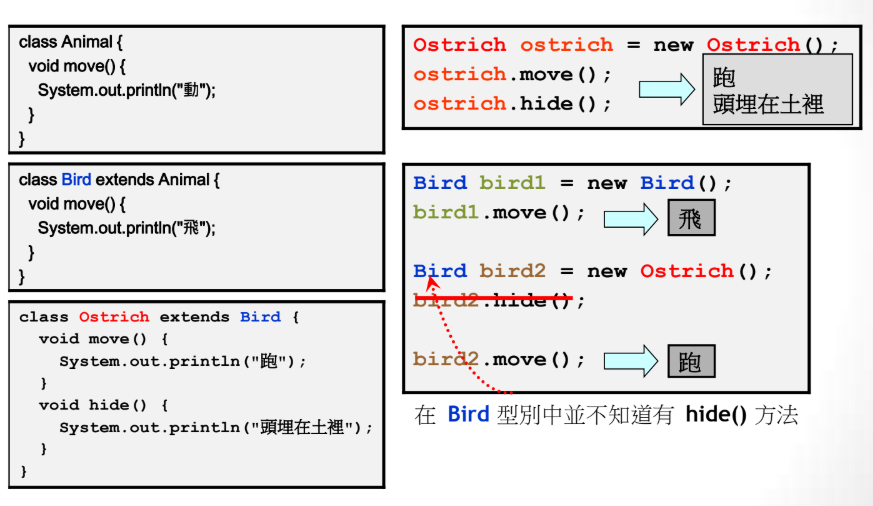 class Animal {
void move() {
System.out.println("動");
}
}
class Bird extends Animal {
void move() {
System.out.println("飛");
}
}
class Ostrich extends Bird {
void move() {
System.out.println("跑");
}
void hide() {
System.out.println("頭埋在土裡");
}
}
Ostrich ostrich = new Ostrich();
ostrich.move();
ostrich.hide();
跑
頭埋在土裡
Bird bird1 = new Bird();
bird1.move(); 飛
Bird bird2 = new Ostrich();
bird2.hide();
bird2.move(); 跑
在 Bird 型別中並不知道有 hide() 方法